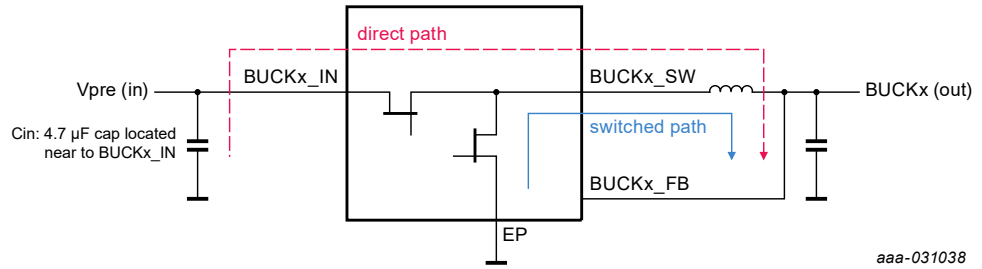 direct path
BUCKx_IN
BUCKx_SW
Vpre (in)
BUCKx (out)
Cin: 4.7 µF cap located
near to BUCKx_IN
switched path
BUCKx_FB
EP
aaa-031038